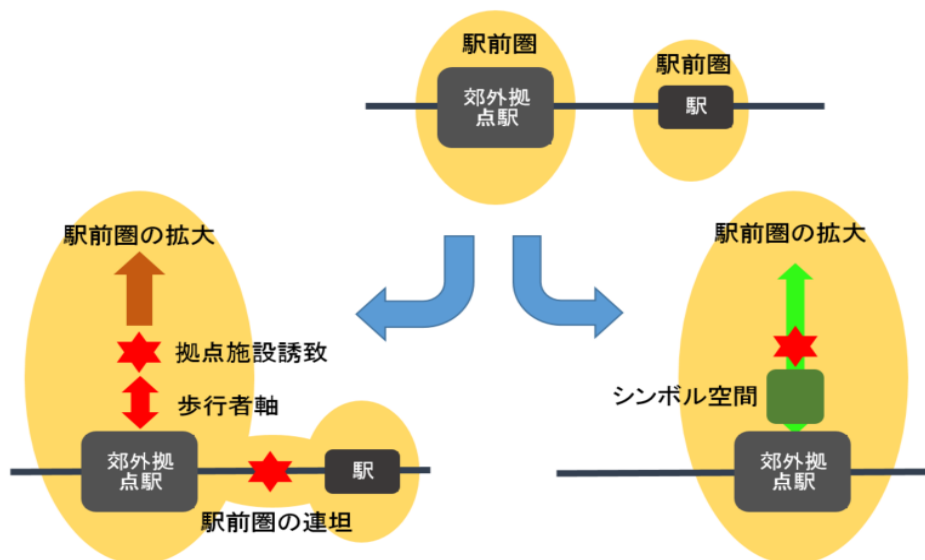 駅前圏
駅前圏
郊外拠
点駅
駅
駅前圏の拡大
拠点施設誘致
歩行者軸
郊外拠
点駅
駅
駅前圏の連坦
駅前圏の拡大
シンボル空間
郊外拠
点駅